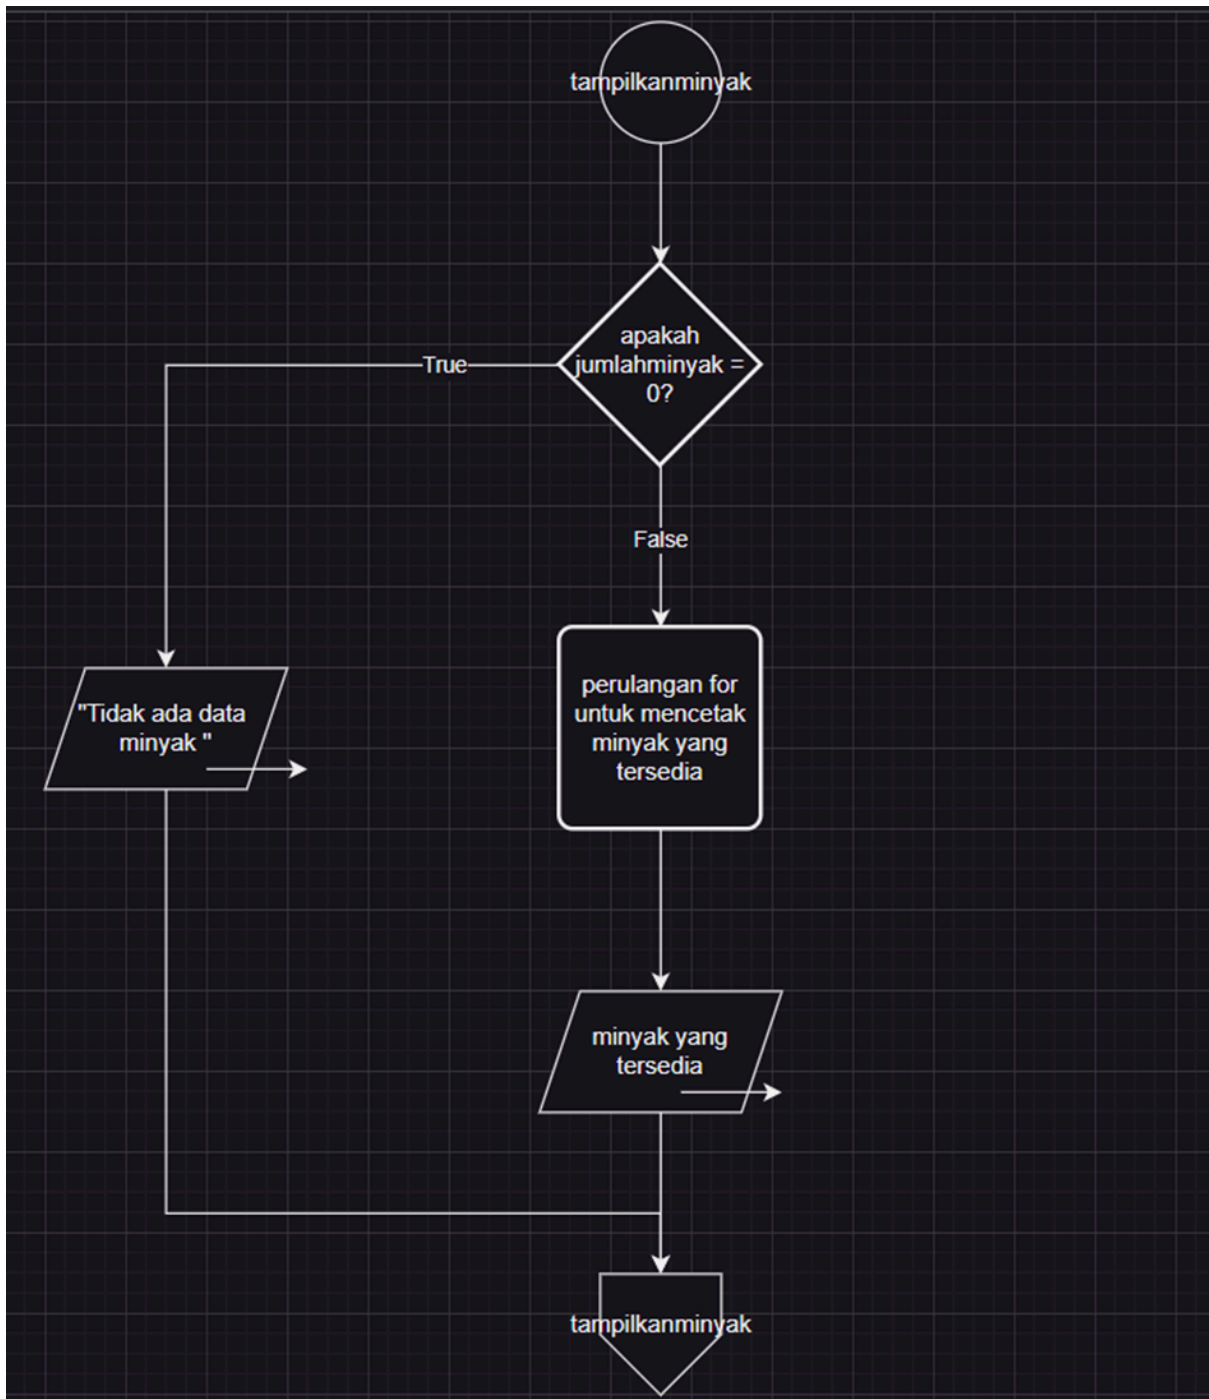 tampilkanminyak
apakah
jumlahminyak =
0?
True
False
"Tidak ada data
minyak "
perulangan for
untuk mencetak
minyak yang
tersedia
minyak yang
tersedia
tampilkanminyak